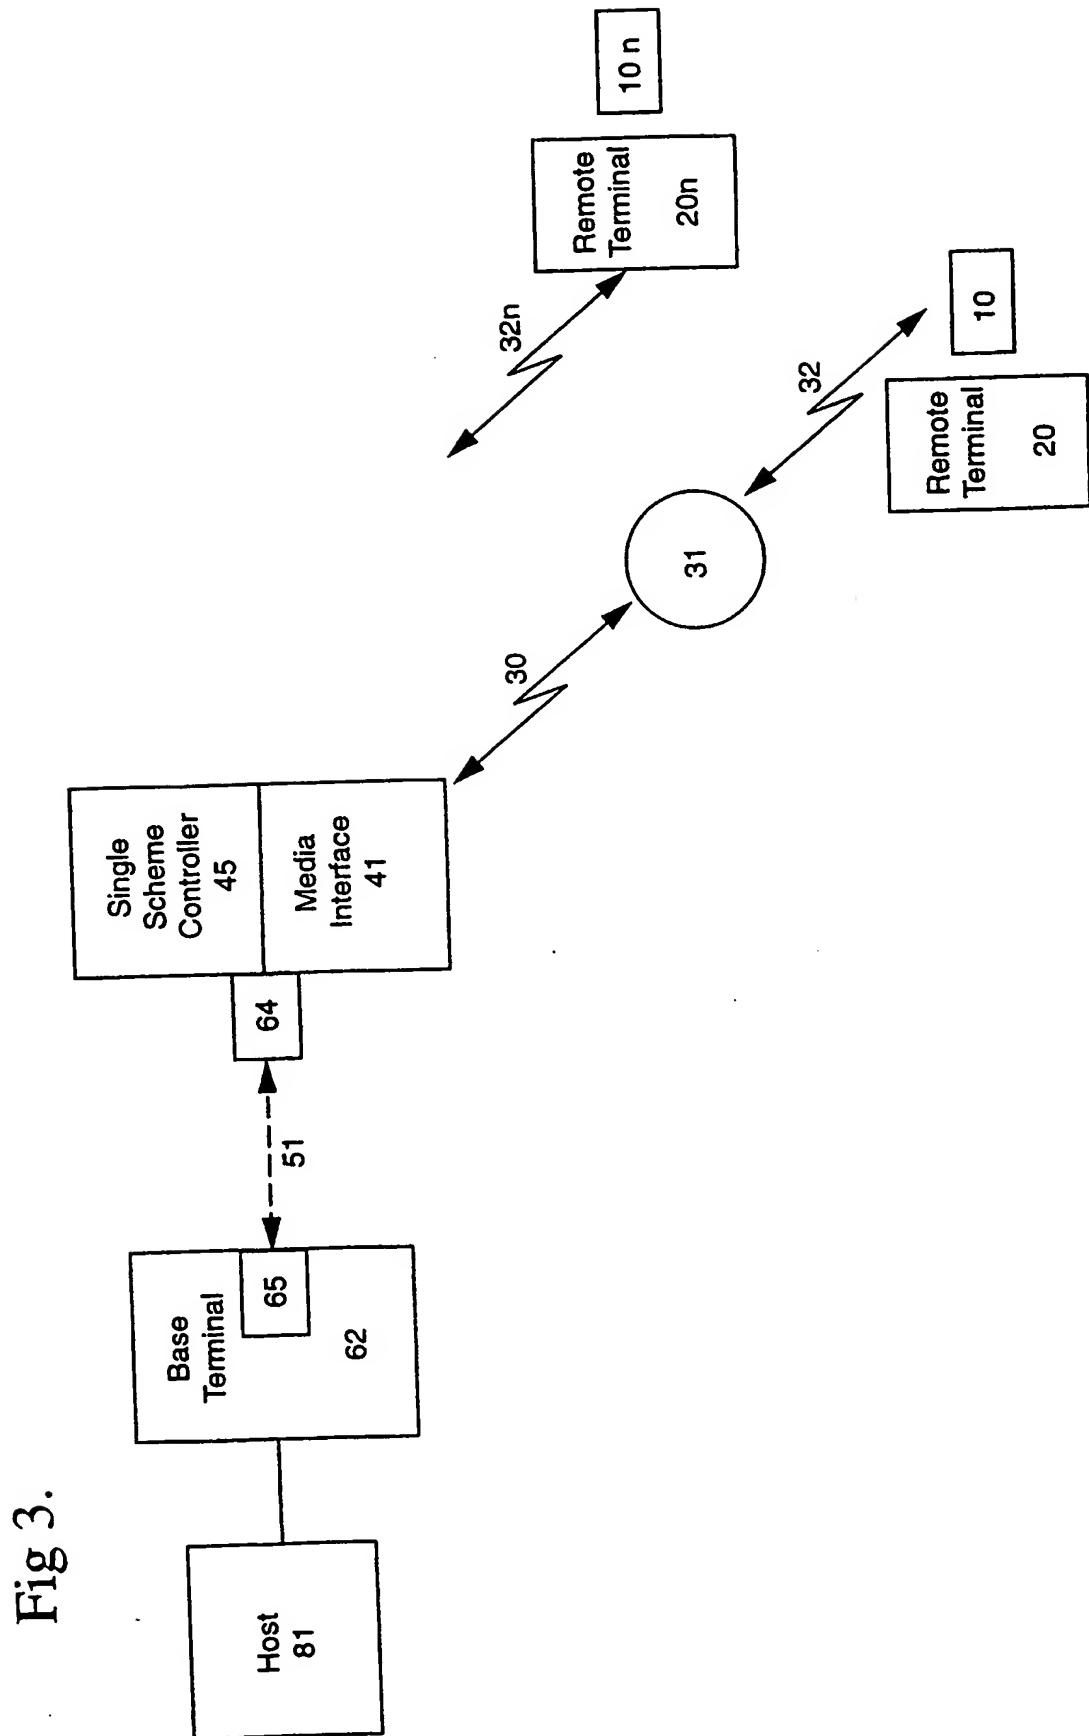 Fig 3.
Host
81
Base
Terminal
65
62
51
64
Single
Scheme
Controller
45
Media
Interface
41
30
31
32n
32
Remote
Terminal
20n
10 n
Remote
Terminal
20
10